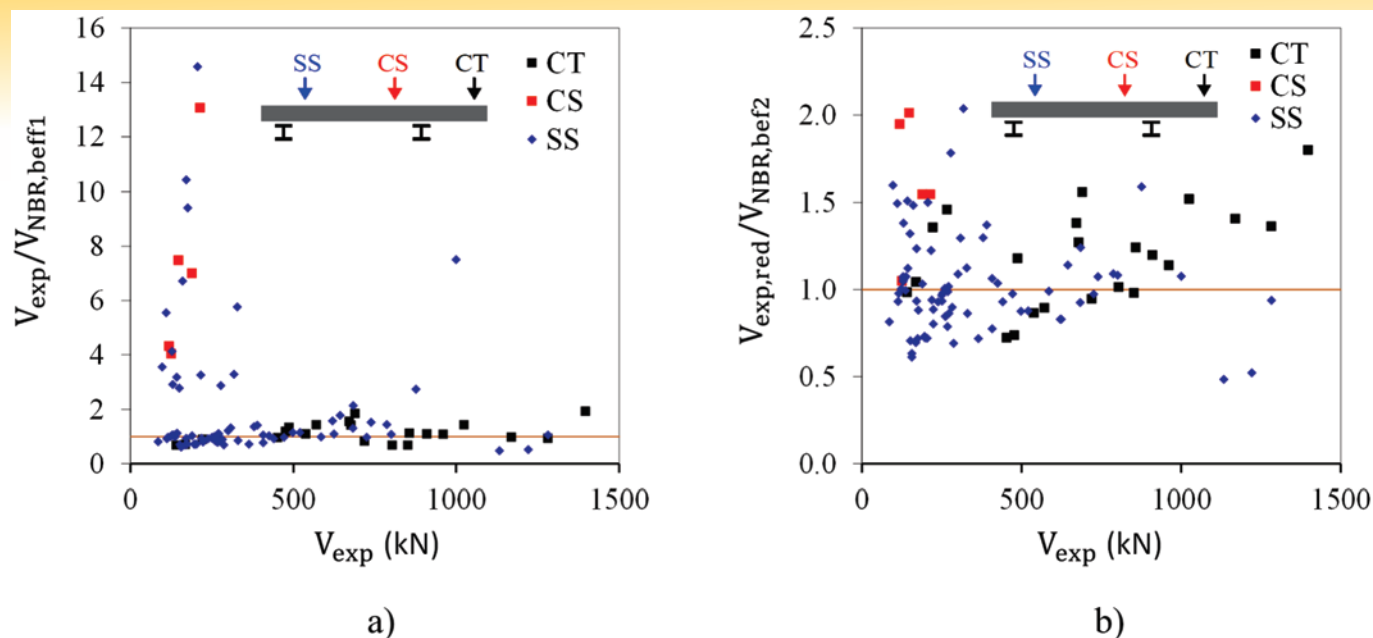 16
14
12
10
8
6
4
2
0
V_exp/V_NBR,beff1
SS CS CT
CT
CS
SS
0 500 1000 1500
V_exp (kN)
a)
2.5
2.0
1.5
1.0
0.5
0.0
V_exp,red/V_NBR,bef2
SS CS CT
CT
CS
SS
0 500 1000 1500
V_exp (kN)
b)